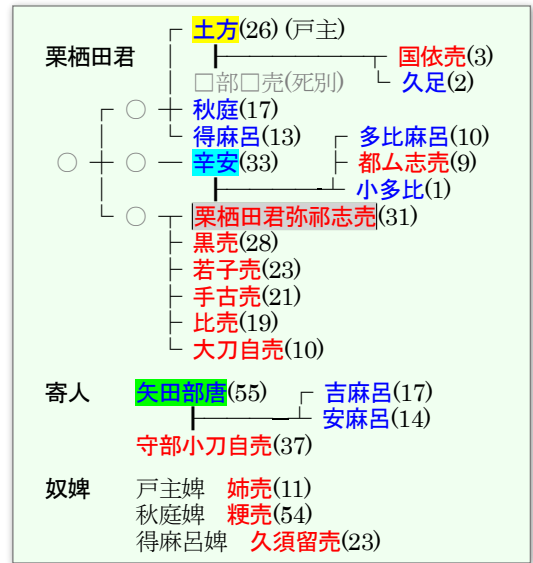 土方(26) (戸主)
栗栖田君 国依売(3)
□部□売(死別) 久足(2)
○ 秋庭(17)
得麻呂(13) 多比麻呂(10)
○ ○ 辛安(33) 都ム志売(9)
小多比(1)
○ 栗栖田君弥祁志売(31)
黒売(28)
若子売(23)
手古売(21)
比売(19)
大刀自売(10)
寄人 矢田部唐(55) 吉麻呂(17)
安麻呂(14)
守部小刀自売(37)
奴婢 戸主婢 姉売(11)
秋庭婢 粳売(54)
得麻呂婢 久須留売(23)